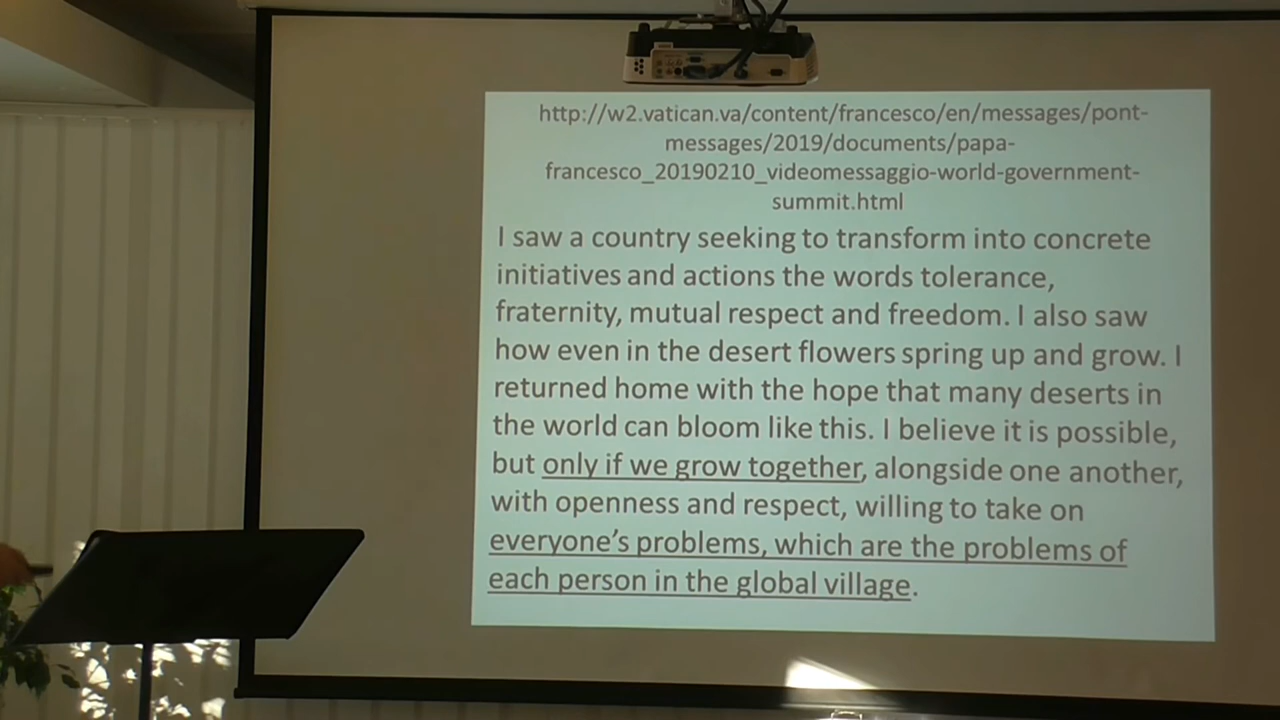 http://w2.vatican.va/content/francesco/en/messages/pont-
messages/2019/documents/papa-
francesco_20190210_videomessaggio-world-government-
summit.html
I saw a country seeking to transform into concrete
initiatives and actions the words tolerance,
fraternity, mutual respect and freedom. I also saw
how even in the desert flowers spring up and grow. I
returned home with the hope that many deserts in
the world can bloom like this. I believe it is possible,
but only if we grow together, alongside one another,
with openness and respect, willing to take on
everyone’s problems, which are the problems of
each person in the global village.